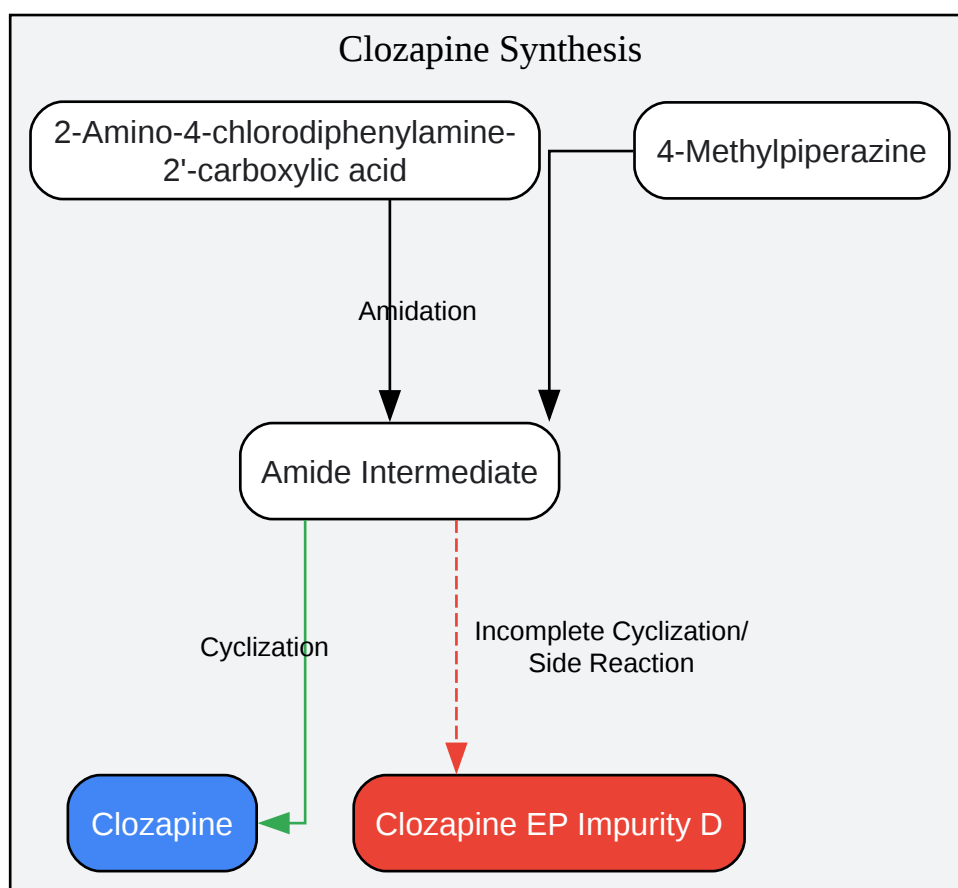 Clozapine Synthesis
2-Amino-4-chlorodiphenylamine-
2'-carboxylic acid
4-Methylpiperazine
Amidation
Amide Intermediate
Cyclization
Incomplete Cyclization/
Side Reaction
Clozapine
Clozapine EP Impurity D